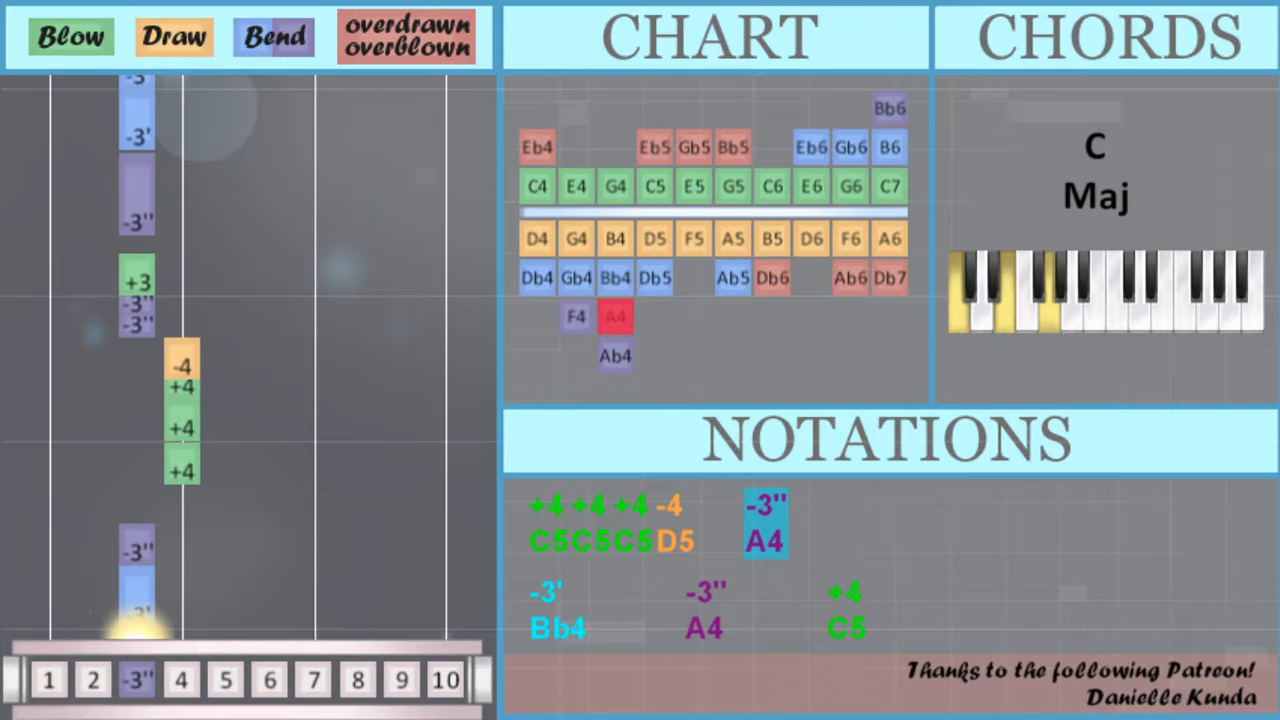 Blow Draw Bend overdrawn
overblown
CHART
CHORDS
-3'
-3''
+3
-3''
-3''
-4
+4
+4
+4
-3''
-3'
1 2 -3'' 4 5 6 7 8 9 10
Bb6
Eb4 Eb5 Gb5 Bb5 Eb6 Gb6 B6
C4 E4 G4 C5 E5 G5 C6 E6 G6 C7
D4 G4 B4 D5 F5 A5 B5 D6 F6 A6
Db4 Gb4 Bb4 Db5 Ab5 Db6 Ab6 Db7
F4 A4
Ab4
C
Maj
NOTATIONS
+4 +4 +4 -4 -3''
C5 C5 C5 D5 A4
-3' -3'' +4
Bb4 A4 C5
Thanks to the following Patreon!
Danielle Kunda